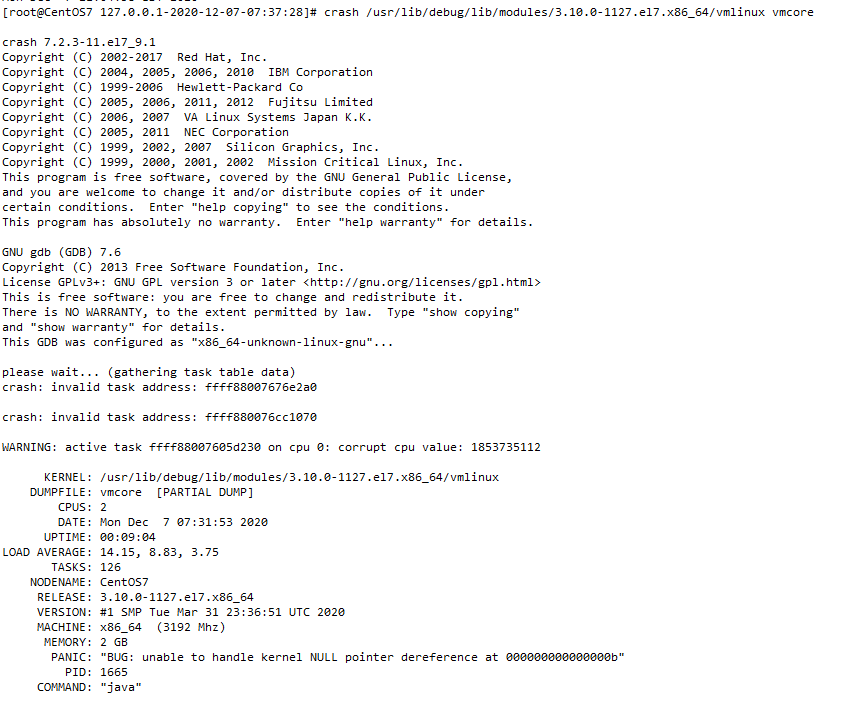 [root@CentOS7 127.0.0.1-2020-12-07-07:37:28]# crash /usr/lib/debug/lib/modules/3.10.0-1127.el7.x86_64/vmlinux vmcore
crash 7.2.3-11.el7_9.1
Copyright (C) 2002-2017  Red Hat, Inc.
Copyright (C) 2004, 2005, 2006, 2010  IBM Corporation
Copyright (C) 1999-2006  Hewlett-Packard Co
Copyright (C) 2005, 2006, 2011, 2012  Fujitsu Limited
Copyright (C) 2006, 2007  VA Linux Systems Japan K.K.
Copyright (C) 2005, 2011  NEC Corporation
Copyright (C) 1999, 2002, 2007  Silicon Graphics, Inc.
Copyright (C) 1999, 2000, 2001, 2002  Mission Critical Linux, Inc.
This program is free software, covered by the GNU General Public License,
and you are welcome to change it and/or distribute copies of it under
certain conditions.  Enter "help copying" to see the conditions.
This program has absolutely no warranty.  Enter "help warranty" for details.
GNU gdb (GDB) 7.6
Copyright (C) 2013 Free Software Foundation, Inc.
License GPLv3+: GNU GPL version 3 or later <http://gnu.org/licenses/gpl.html>
This is free software: you are free to change and redistribute it.
There is NO WARRANTY, to the extent permitted by law.  Type "show copying"
and "show warranty" for details.
This GDB was configured as "x86_64-unknown-linux-gnu"...
please wait... (gathering task table data)
crash: invalid task address: ffff88007676e2a0
crash: invalid task address: ffff880076cc1070
WARNING: active task ffff88007605d230 on cpu 0: corrupt cpu value: 1853735112
KERNEL: /usr/lib/debug/lib/modules/3.10.0-1127.el7.x86_64/vmlinux
DUMPFILE: vmcore  [PARTIAL DUMP]
CPUS: 2
DATE: Mon Dec  7 07:31:53 2020
UPTIME: 00:09:04
LOAD AVERAGE: 14.15, 8.83, 3.75
TASKS: 126
NODENAME: CentOS7
RELEASE: 3.10.0-1127.el7.x86_64
VERSION: #1 SMP Tue Mar 31 23:36:51 UTC 2020
MACHINE: x86_64  (3192 Mhz)
MEMORY: 2 GB
PANIC: "BUG: unable to handle kernel NULL pointer dereference at 000000000000000b"
PID: 1665
COMMAND: "java"